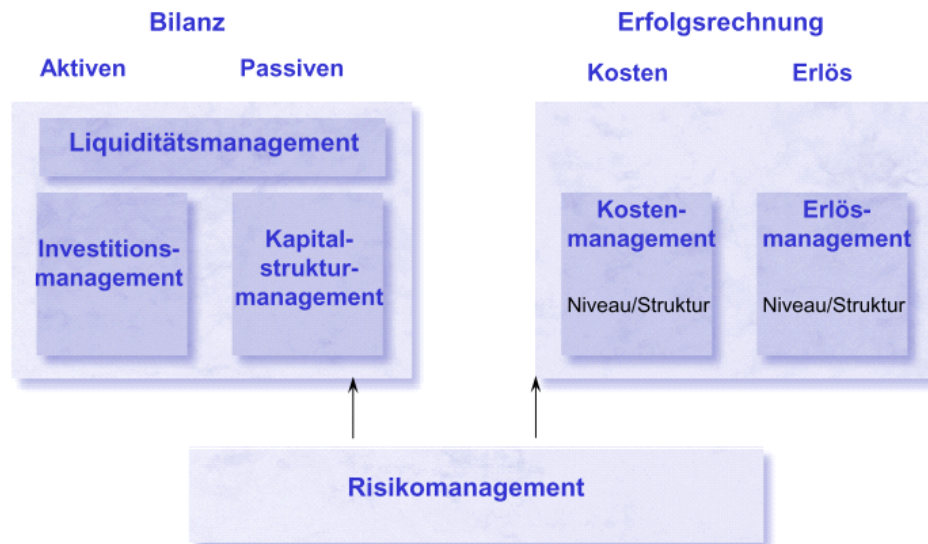 Bilanz
Erfolgsrechnung
Aktiven
Passiven
Kosten
Erlös
Liquiditätsmanagement
Investitions-
management
Kapital-
struktur-
management
Kosten-
management
Niveau/Struktur
Erlös-
management
Niveau/Struktur
Risikomanagement